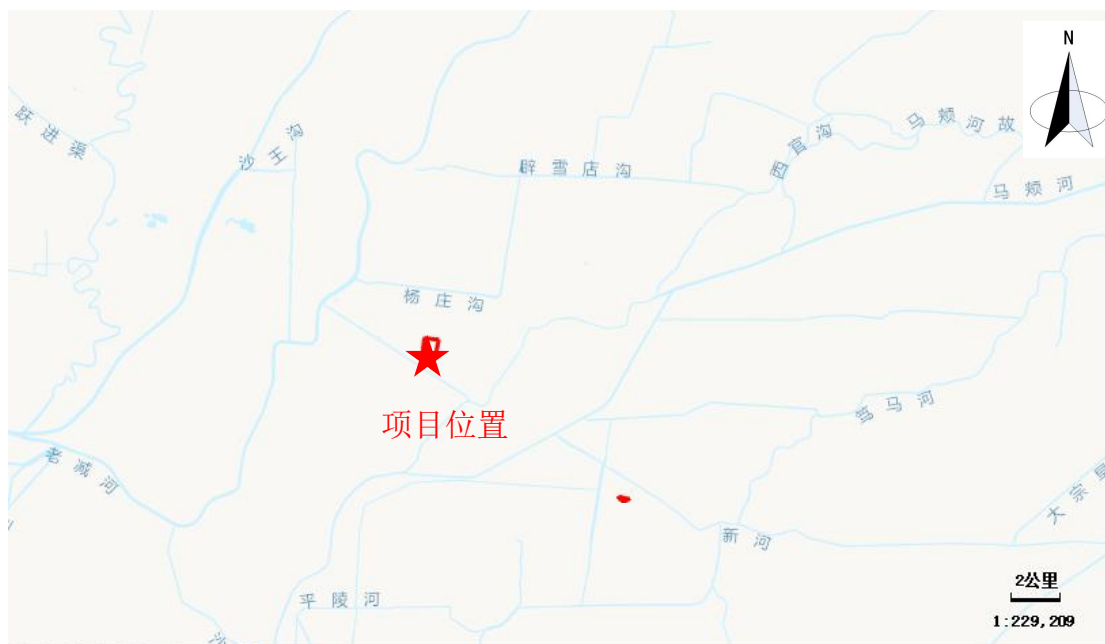 N
跃进渠
沙王沟
辟雪店沟
西官沟
马颊河故
马颊河
杨庄沟
项目位置
笃马河
老减河
大宗
新河
平陵河
沙
2公里
1:229,209